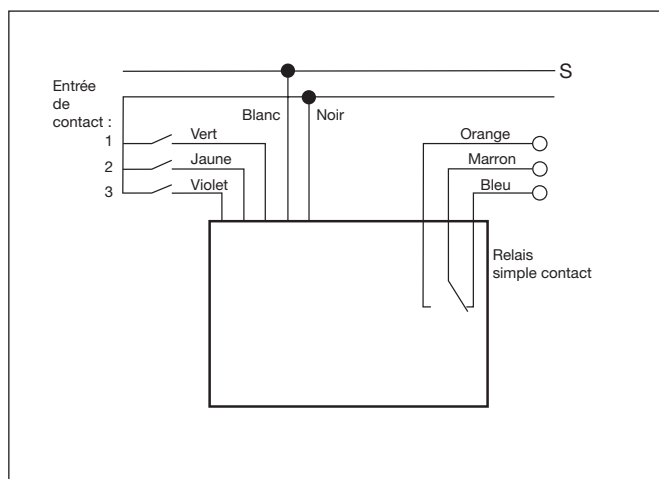 S
Entrée
de
contact :
Blanc
Noir
1
Vert
Orange
2
Jaune
Marron
3
Violet
Bleu
Relais
simple contact